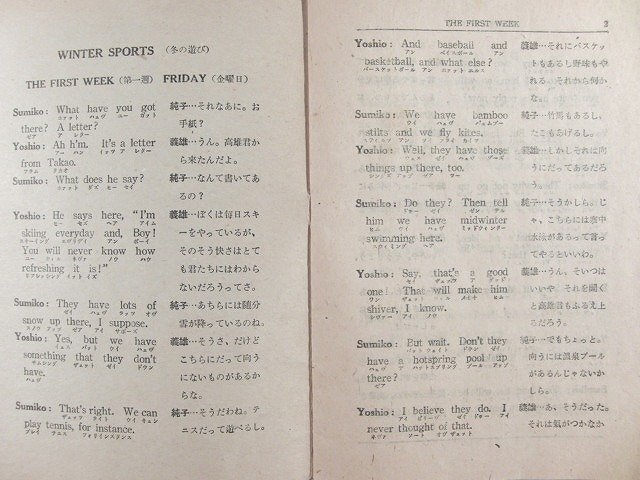 WINTER SPORTS (冬の遊び)
THE FIRST WEEK (第一週) FRIDAY (金曜日)
Sumiko: What have you got
there? A letter?
Yoshio: Ah h'm. It's a letter
from Takao.
Sumiko: What does he say?
Yoshio: He says here, "I'm
skiing everyday and, Boy!
You will never know how
refreshing it is!"
Sumiko: They have lots of
snow up there, I suppose.
Yoshio: Yes, but we have
something that they don't
have.
Sumiko: That's right. We can
play tennis, for instance.
純子…それなあに。お
手紙?
義雄…うん。高雄君か
ら来たんだよ。
純子…なんて書いてあ
るの?
義雄…ぼくは毎日スキ
ーをやっているが、
そのそう快さはとて
も君たちにはわから
ないだろうってさ。
純子…あちらには随分
雪が降っているのね。
義雄…そうさ、だけど
こちらにだって向う
にないものがあるか
らな。
純子…そうだわね。テ
ニスだって遊べるし。
THE FIRST WEEK 3
Yoshio: And baseball and
basketball, and what else?
Sumiko: We have bamboo
stilts and we fly kites.
Yoshio: Well, they have those
things up there, too.
Sumiko: Do they? Then tell
him we have midwinter
swimming here.
Yoshio: Say, that's a good
one! That will make him
shiver, I know.
Sumiko: But wait. Don't they
have a hotspring pool up
there?
Yoshio: I believe they do. I
never thought of that.
義雄…それにバスケッ
トもあるし野球もや
れる。それから何か
な。
純子…竹馬もあるし、
たこもあげるし。
義雄…しかしそれは向
うにだってあるだろ
う。
純子…そうかしら。じ
ゃ、こちらには寒中
水泳があるって言っ
てやるといいわ。
義雄…うん、そいつは
いいや。それを聞く
と高雄君もふるえ上
るだろう。
純子…でもちょっと。
向うには温泉プール
があるんじゃないか
しら。
義雄…あ、そうだった。
それは気がつかなか